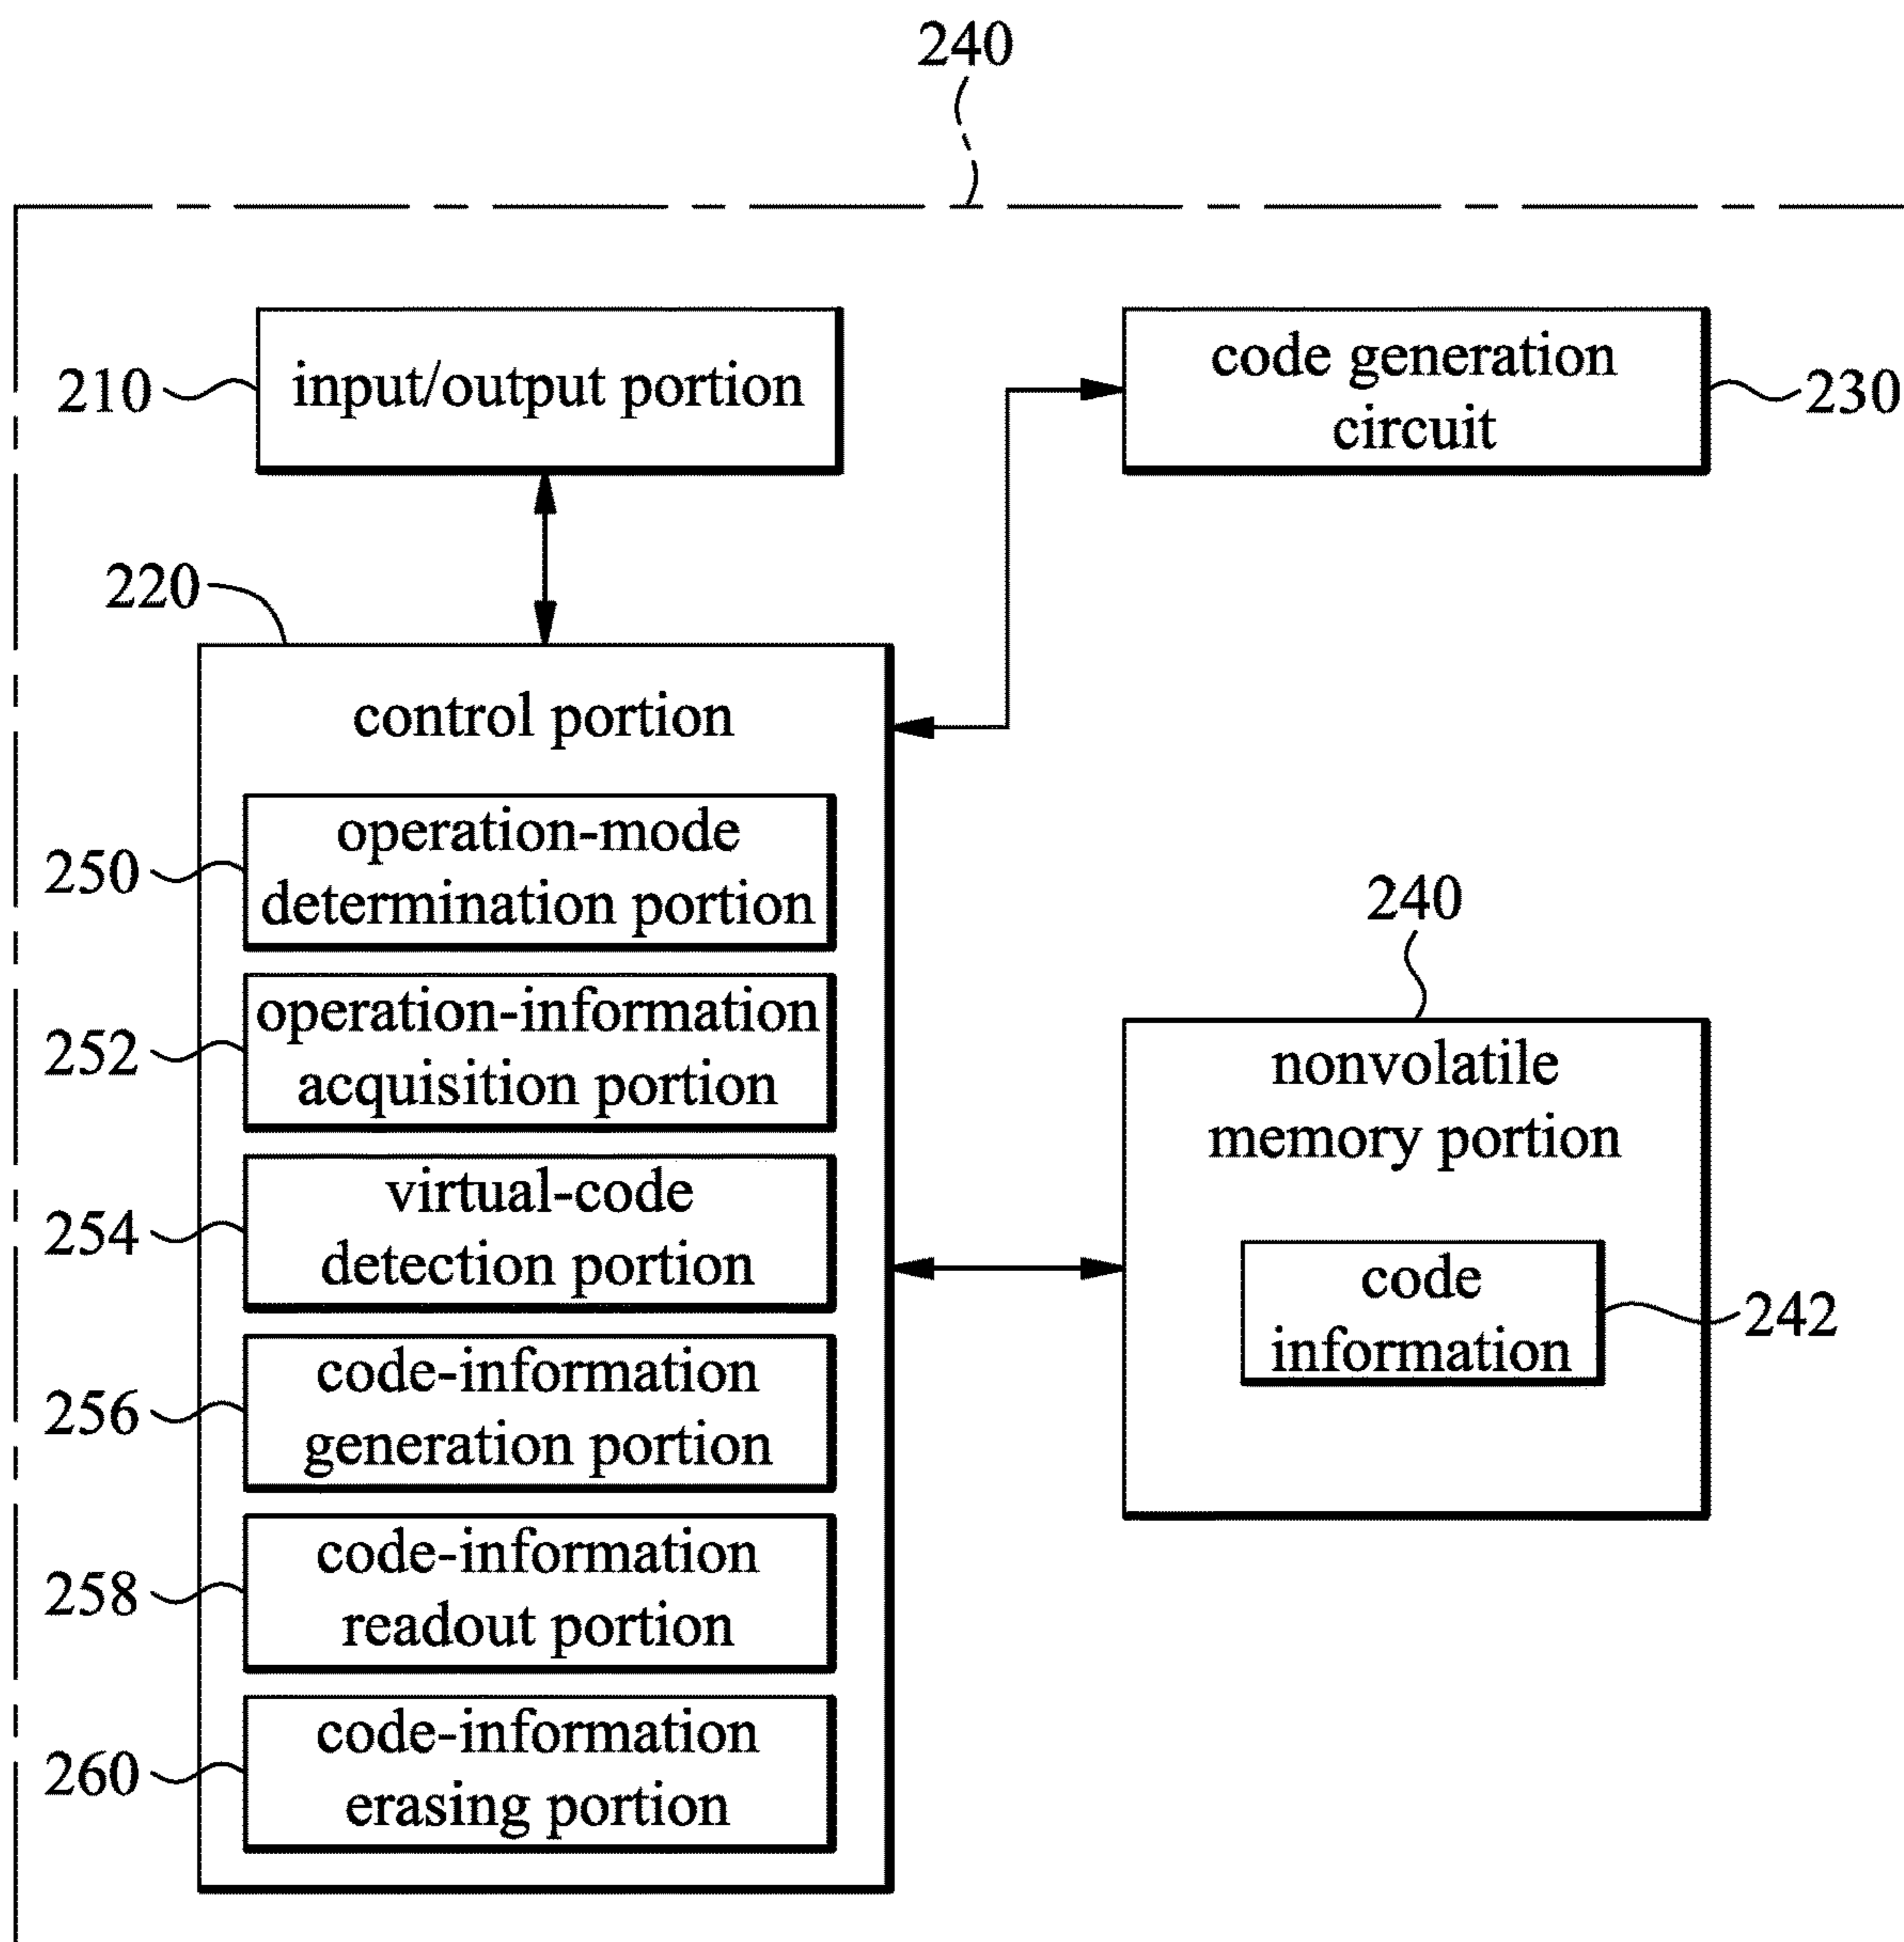 240
210
input/output portion
code generation
circuit
230
220
control portion
250
operation-mode
determination portion
252
operation-information
acquisition portion
254
virtual-code
detection portion
256
code-information
generation portion
258
code-information
readout portion
260
code-information
erasing portion
240
nonvolatile
memory portion
code
information
242